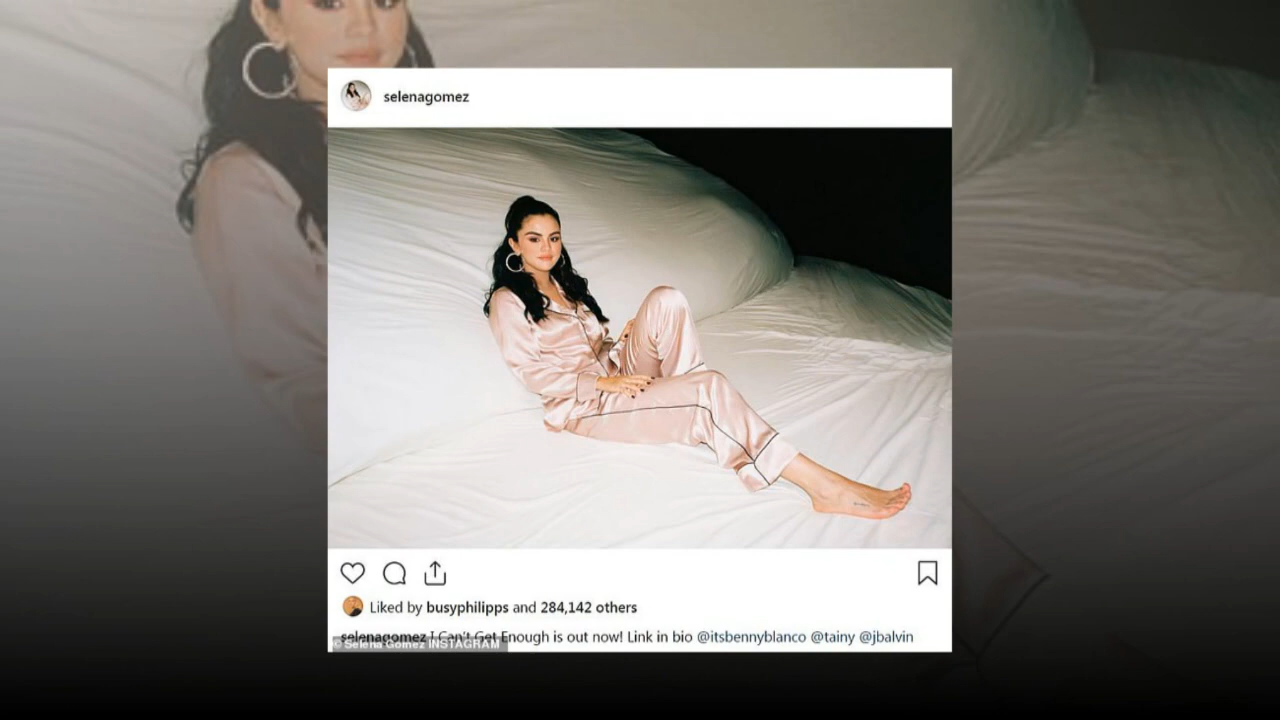 selenagomez
Liked by busyphilipps and 284,142 others
selenagomez I Can't Get Enough is out now! Link in bio @itsbennyblanco @tainy @jbalvin
© Selena Gomez INSTAGRAM